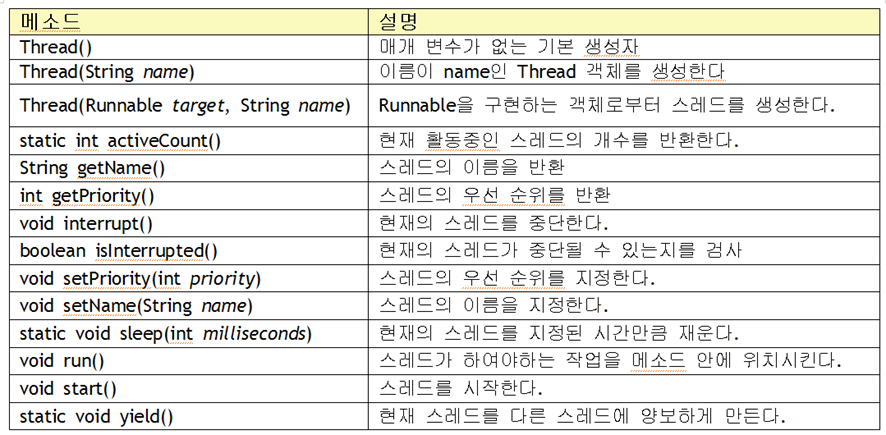 메소드 설명
Thread() 매개 변수가 없는 기본 생성자
Thread(String name) 이름이 name인 Thread 객체를 생성한다
Thread(Runnable target, String name) Runnable을 구현하는 객체로부터 스레드를 생성한다.
static int activeCount() 현재 활동중인 스레드의 개수를 반환한다.
String getName() 스레드의 이름을 반환
int getPriority() 스레드의 우선 순위를 반환
void interrupt() 현재의 스레드를 중단한다.
boolean isInterrupted() 현재의 스레드가 중단될 수 있는지를 검사
void setPriority(int priority) 스레드의 우선 순위를 지정한다.
void setName(String name) 스레드의 이름을 지정한다.
static void sleep(int milliseconds) 현재의 스레드를 지정된 시간만큼 재운다.
void run() 스레드가 하여야하는 작업을 메소드 안에 위치시킨다.
void start() 스레드를 시작한다.
static void yield() 현재 스레드를 다른 스레드에 양보하게 만든다.